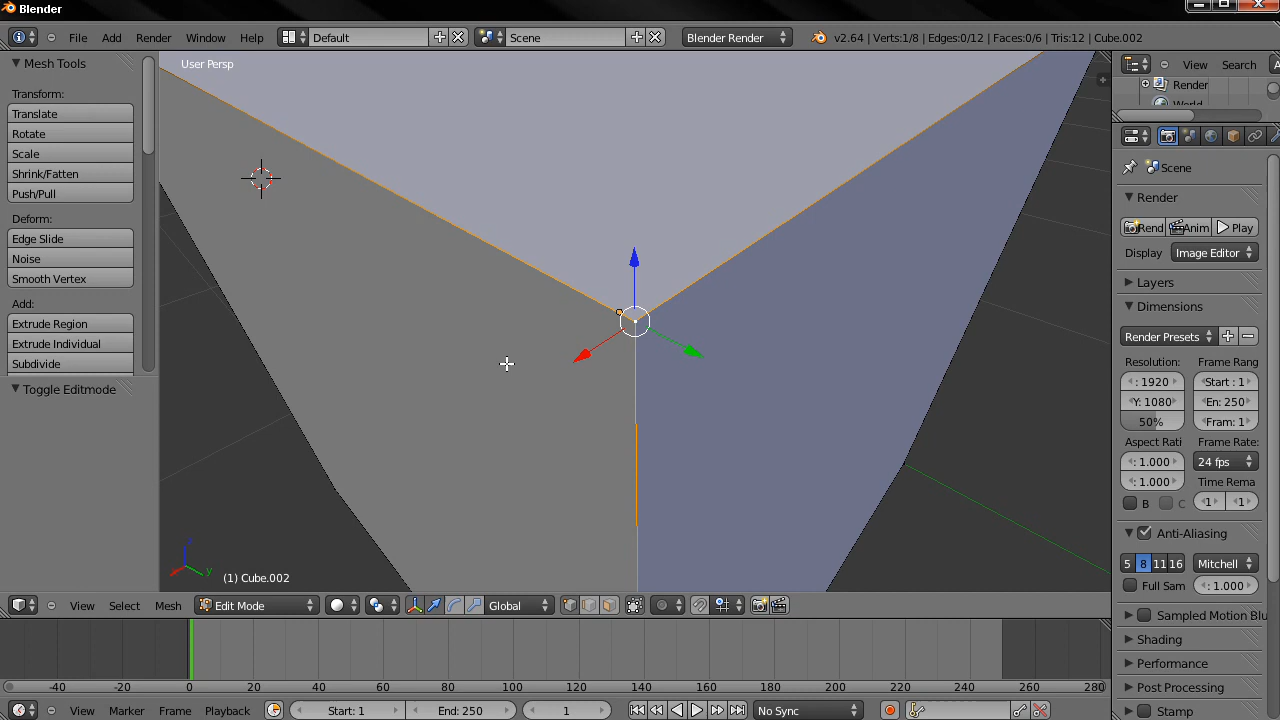 Blender
File Add Render Window Help Default Scene Blender Render v2.64 | Verts:1/8 | Edges:0/12 | Faces:0/6 | Tris:12 | Cube.002
Mesh Tools
Transform:
Translate
Rotate
Scale
Shrink/Fatten
Push/Pull
Deform:
Edge Slide
Noise
Smooth Vertex
Add:
Extrude Region
Extrude Individual
Subdivide
Toggle Editmode
User Persp
z
x
y
(1) Cube.002
View Select Mesh Edit Mode Global
View Search A
Render
World
Scene
Render
Rend Anim Play
Display Image Editor
Layers
Dimensions
Render Presets
Resolution: Frame Rang
: 1920 Start : 1
Y: 1080 En: 250
50% Fram: 1
Aspect Rati Frame Rate:
: 1.000 24 fps
: 1.000 Time Rema
B C 1 1
Anti-Aliasing
5 8 11 16 Mitchell
Full Sam : 1.000
Sampled Motion Blu
Shading
Performance
Post Processing
Stamp
-40 -20 0 20 40 60 80 100 120 140 160 180 200 220 240 260 280
View Marker Frame Playback Start: 1 End: 250 1 No Sync